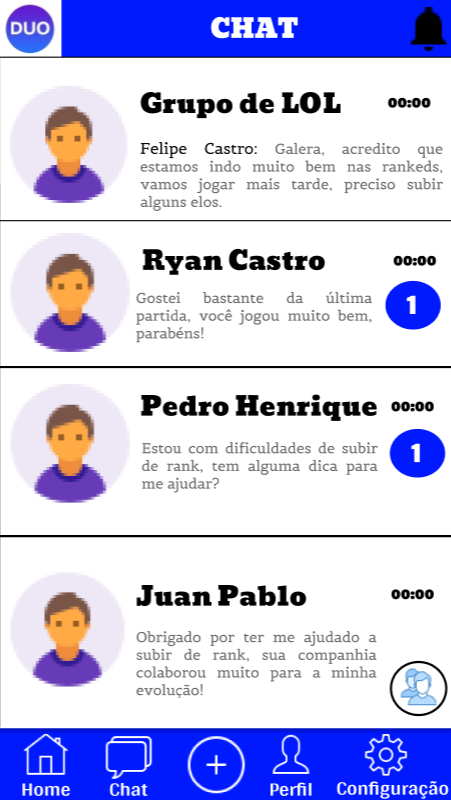 DUO
CHAT
Grupo de LOL
00:00
Felipe Castro: Galera, acredito que
estamos indo muito bem nas rankeds,
vamos jogar mais tarde, preciso subir
alguns elos.
Ryan Castro
00:00
Gostei bastante da última
partida, você jogou muito bem,
parabéns!
1
Pedro Henrique
00:00
Estou com dificuldades de subir
de rank, tem alguma dica para
me ajudar?
1
Juan Pablo
00:00
Obrigado por ter me ajudado a
subir de rank, sua companhia
colaborou muito para a minha
evolução!
Home
Chat
Perfil
Configuração